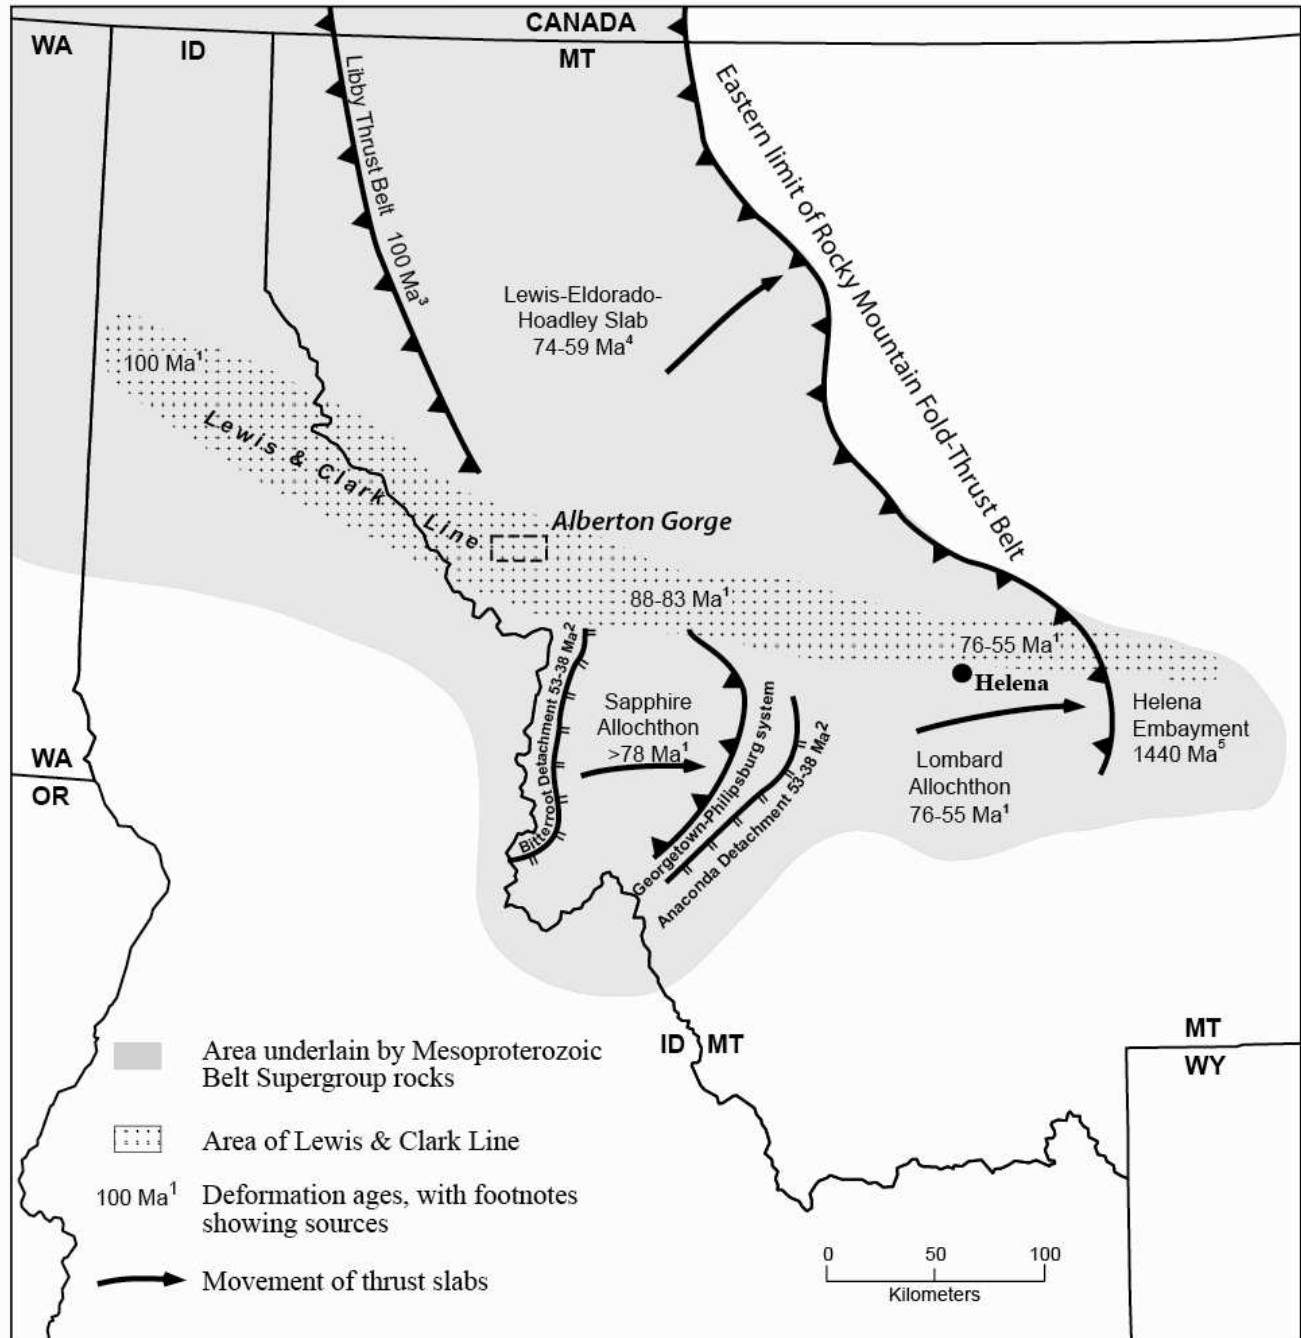 CANADA
WA
ID
MT
Libby Thrust Belt 100 Ma³
Eastern limit of Rocky Mountain Fold-Thrust Belt
Lewis-Eldorado-
Hoadley Slab
74-59 Ma⁴
100 Ma¹
Lewis & Clark Line
Alberton Gorge
88-83 Ma¹
76-55 Ma¹
Helena
Bitterroot Detachment 53-38 Ma²
Sapphire
Allochthon
>78 Ma¹
Georgetown-Philipsburg system
Anaconda Detachment 53-38 Ma²
Lombard
Allochthon
76-55 Ma¹
Helena
Embayment
1440 Ma⁵
WA
OR
ID MT
MT
WY
Area underlain by Mesoproterozoic
Belt Supergroup rocks
Area of Lewis & Clark Line
100 Ma¹ Deformation ages, with footnotes
showing sources
Movement of thrust slabs
0 50 100
Kilometers